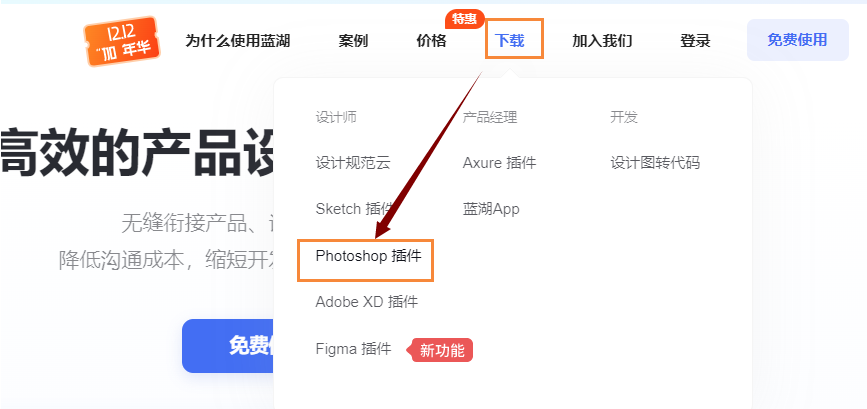 12.12
“加 年华
为什么使用蓝湖
案例
价格
特惠
下载
加入我们
登录
免费使用
高效的产品设
无缝衔接产品、
降低沟通成本，缩短开发
免费使
设计师
产品经理
开发
设计规范云
Axure 插件
设计图转代码
Sketch 插件
蓝湖App
Photoshop 插件
Adobe XD 插件
Figma 插件
新功能